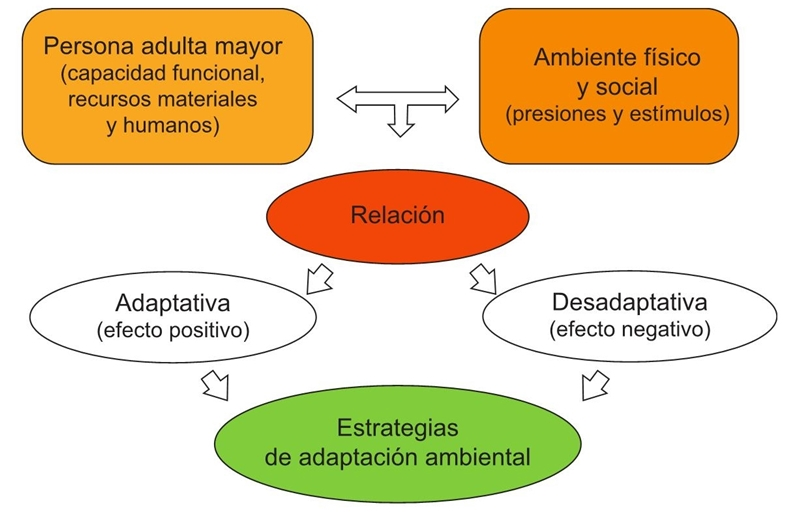 Persona adulta mayor
(capacidad funcional,
recursos materiales
y humanos)
Ambiente físico
y social
(presiones y estímulos)
Relación
Adaptativa
(efecto positivo)
Desadaptativa
(efecto negativo)
Estrategias
de adaptación ambiental